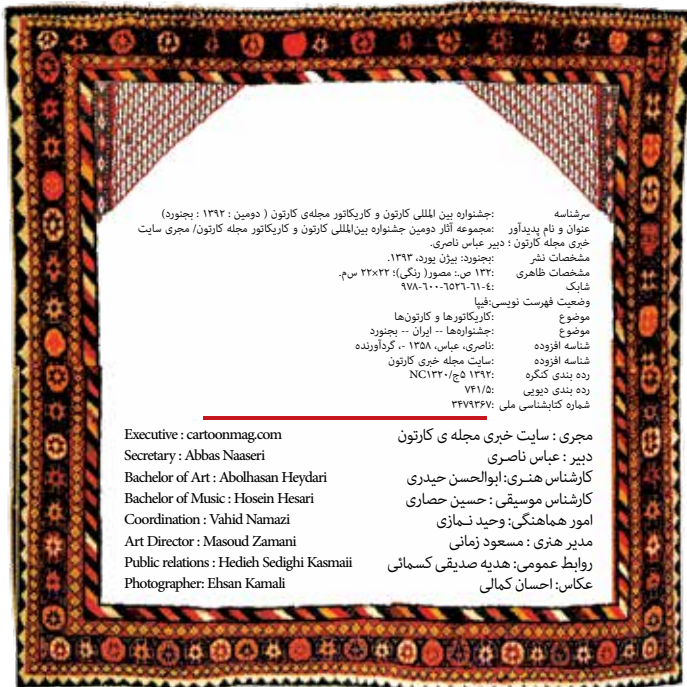 سرشناسه :جشنواره بین المللی کارتون و کاریکاتور مجله‌ی کارتون ( دومین : ۱۳۹۲ : بجنورد)
عنوان و نام پدیدآور :مجموعه آثار دومین جشنواره بین‌المللی کارتون و کاریکاتور مجله کارتون/ مجری سایت
خبری مجله کارتون ؛ دبیر عباس ناصری.
مشخصات نشر :بجنورد: بیژن یورد، ۱۳۹۳.
مشخصات ظاهری :۱۳۲ ص.: مصور( رنگی)؛ ۲۲×۲۲ س‌م.
شابک :۹۷۸-٦۰۰-٦٥٢٦-٦١-٤
وضعیت فهرست نویسی:فیپا
موضوع :کاریکاتورها و کارتون‌ها
موضوع :جشنواره‌ها -- ایران -- بجنورد
شناسه افزوده :ناصری، عباس، ۱۳۵۸ -، گردآورنده
شناسه افزوده :سایت مجله خبری کارتون
رده بندی کنگره :NC۱۳۲۰/ج۵ ۱۳۹۲
رده بندی دیویی :۷۴۱/۵
شماره کتابشناسی ملی :۳۴۷۹۳۶۷
مجری : سایت خبری مجله ی کارتون Executive : cartoonmag.com
دبیر : عباس ناصری Secretary : Abbas Naaseri
کارشناس هنـری: ابوالحسن حیدری Bachelor of Art : Abolhasan Heydari
کارشناس موسیقی : حسین حصاری Bachelor of Music : Hosein Hesari
امور هماهنگی: وحید نـمازی Coordination : Vahid Namazi
مدیر هنری : مسعود زمانی Art Director : Masoud Zamani
روابط عمومی: هدیه صدیقی کسمائی Public relations : Hedieh Sedighi Kasmaii
عکاس: احسان کمالی Photographer: Ehsan Kamali